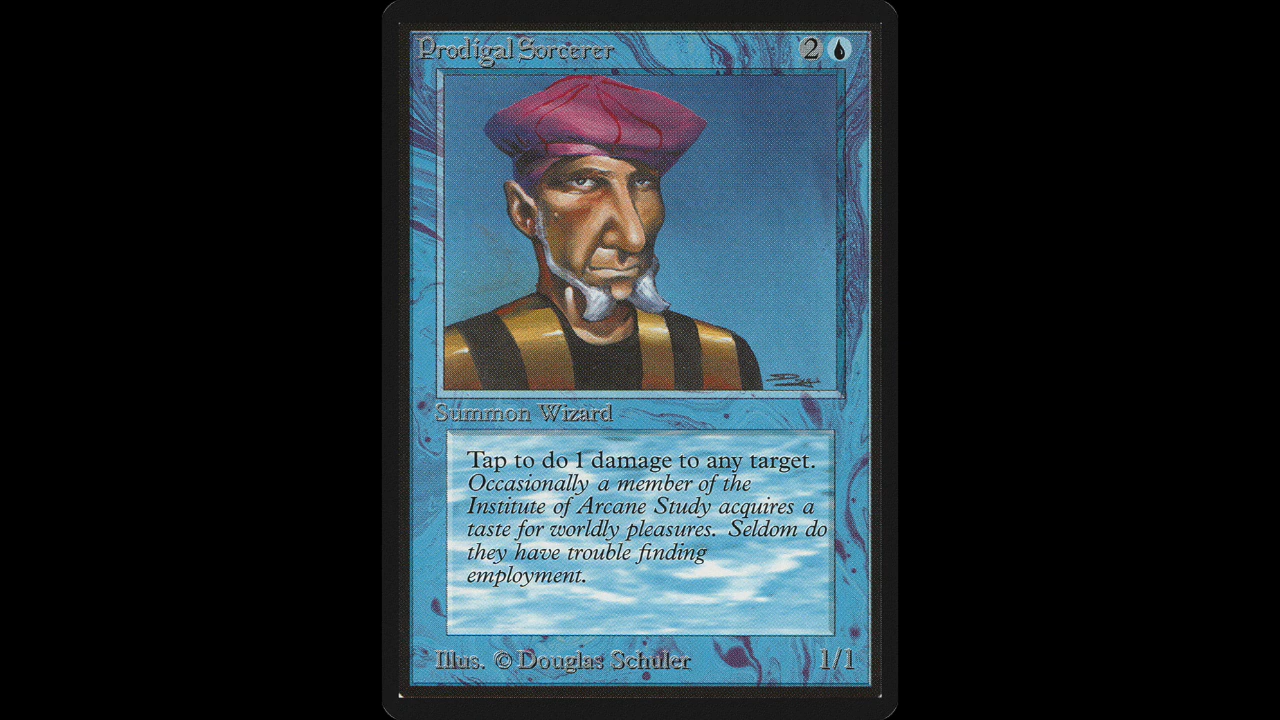 Prodigal Sorcerer 2
Summon Wizard
Tap to do 1 damage to any target.
Occasionally a member of the
Institute of Arcane Study acquires a
taste for worldly pleasures. Seldom do
they have trouble finding
employment.
Illus. © Douglas Schuler 1/1